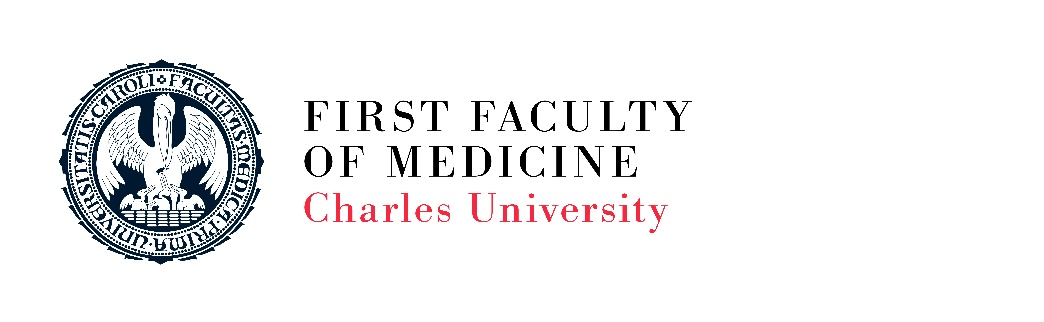 UNIVERSITATIS·CAROLI✥FACULTAS·MEDICA·PRIMA·
FIRST FACULTY
OF MEDICINE
Charles University